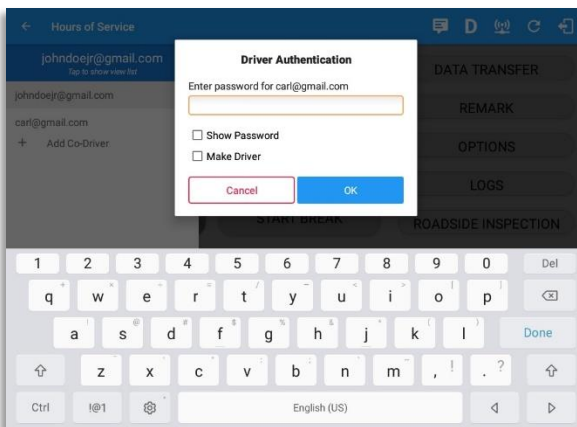 Hours of Service
D
johndoejr@gmail.com
Tap to show view list
johndoejr@gmail.com
carl@gmail.com
+ Add Co-Driver
Driver Authentication
Enter password for carl@gmail.com
Show Password
Make Driver
Cancel OK
DATA TRANSFER
REMARK
OPTIONS
LOGS
START BREAK
ROADSIDE INSPECTION
1 2 3 4 5 6 7 8 9 0 Del
q w e r t y u i o p
a s d f g h j k l Done
z x c v b n m , ! . ?
Ctrl !@1 English (US)